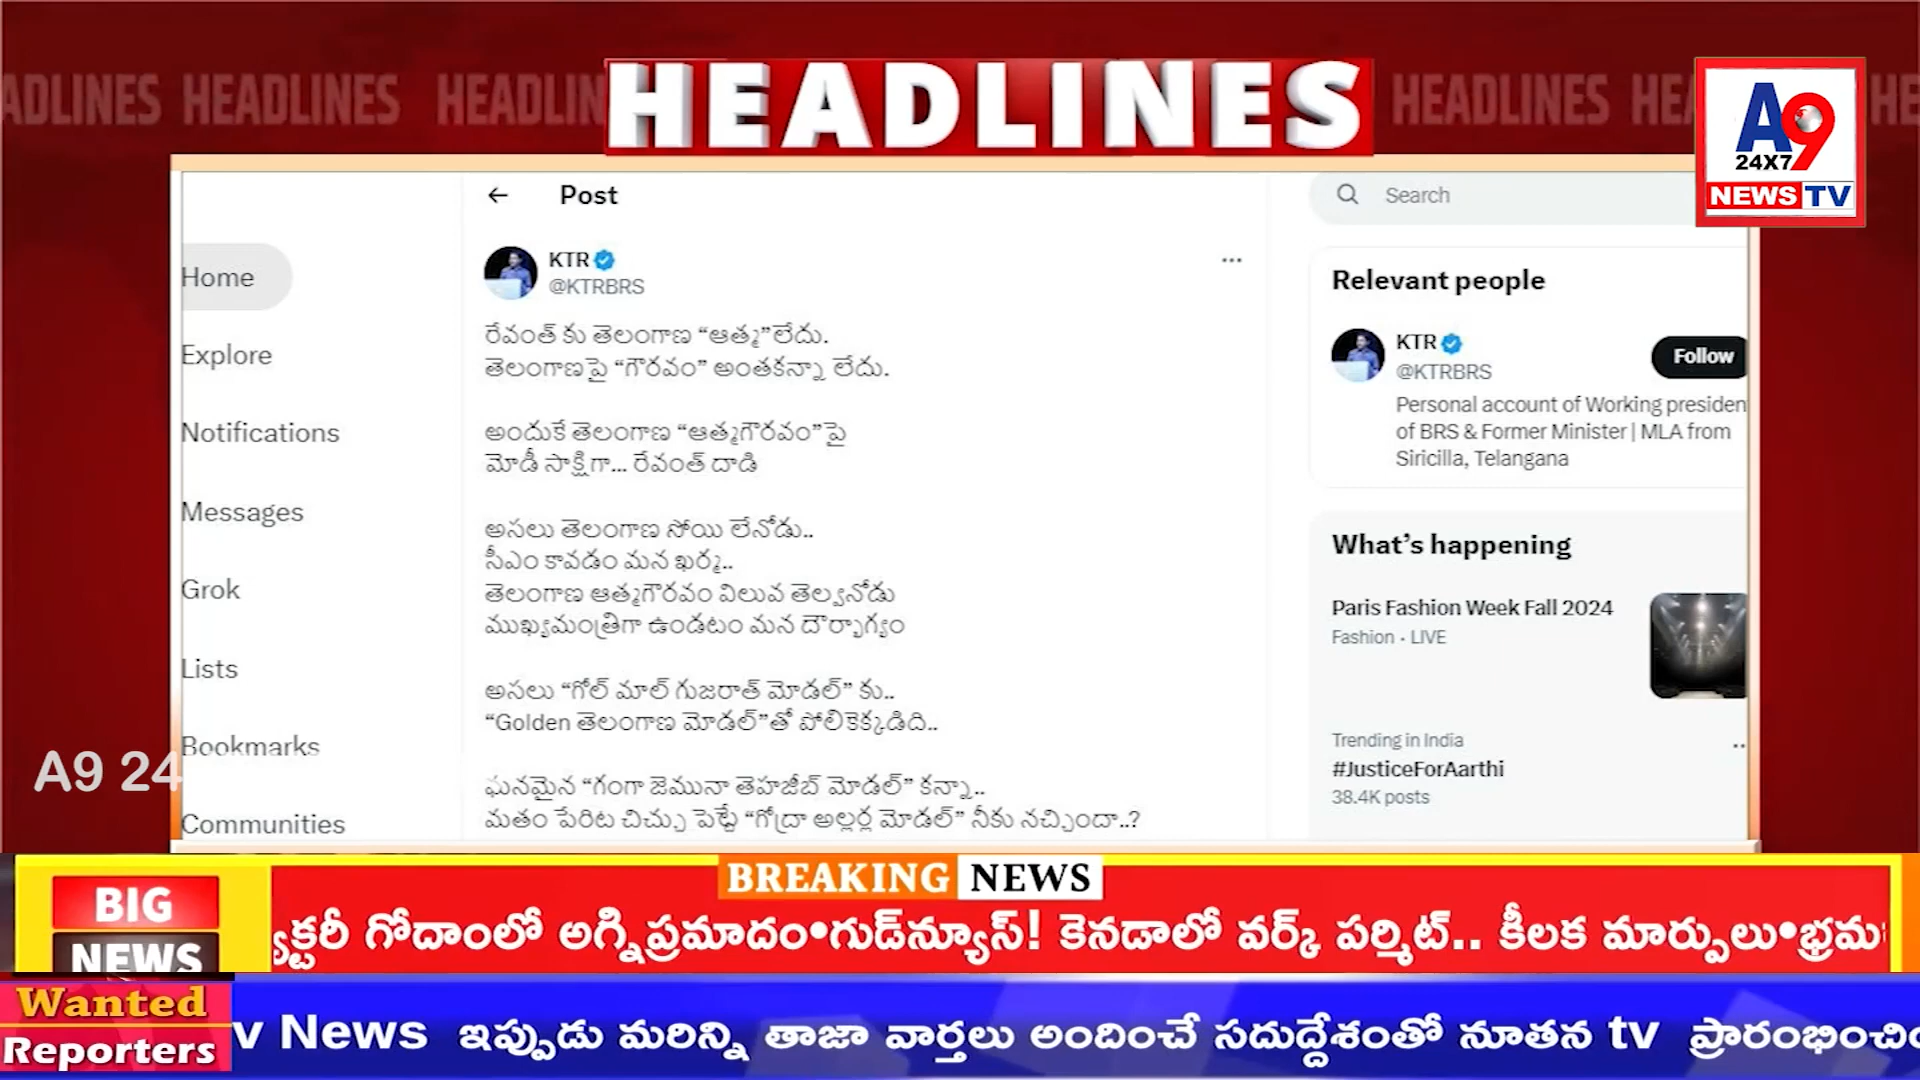 HEADLINES
HEADLINES
HEADLINES
A9
24X7
NEWS TV
Post
Search
KTR
@KTRBRS
Home
Explore
Notifications
Messages
Grok
Lists
Bookmarks
Communities
రేవంత్ కు తెలంగాణ “ఆత్మ”లేదు.
తెలంగాణపై “గౌరవం” అంతకన్నా లేదు.
అందుకే తెలంగాణ “ఆత్మగౌరవం”పై
మోడీ సాక్షిగా... రేవంత్ దాడి
అసలు తెలంగాణ సోయి లేనోడు..
సీఎం కావడం మన ఖర్మ..
తెలంగాణ ఆత్మగౌరవం విలువ తెల్వనోడు
ముఖ్యమంత్రిగా ఉండటం మన దౌర్భాగ్యం
అసలు “గోల్ మాల్ గుజరాత్ మోడల్” కు..
“Golden తెలంగాణ మోడల్”తో పోలికెక్కడిది..
ఘనమైన “గంగా జెమునా తెహజీబ్ మోడల్” కన్నా..
మతం పేరిట చిచ్చు పెట్టే “గోద్రా అల్లర్ల మోడల్” నీకు నచ్చిందా..?
Relevant people
KTR
@KTRBRS
Follow
Personal account of Working presiden
of BRS & Former Minister | MLA from
Siricilla, Telangana
What’s happening
Paris Fashion Week Fall 2024
Fashion · LIVE
Trending in India
#JusticeForAarthi
38.4K posts
A9 24
BREAKING NEWS
BIG
NEWS
గోదాంలో అగ్నిప్రమాదం•గుడ్‌న్యూస్! కెనడాలో వర్క్ పర్మిట్.. కీలక మార్పులు•
Wanted
Reporters
v News ఇప్పుడు మరిన్ని తాజా వార్తలు అందించే సదుద్దేశంతో నూతన tv